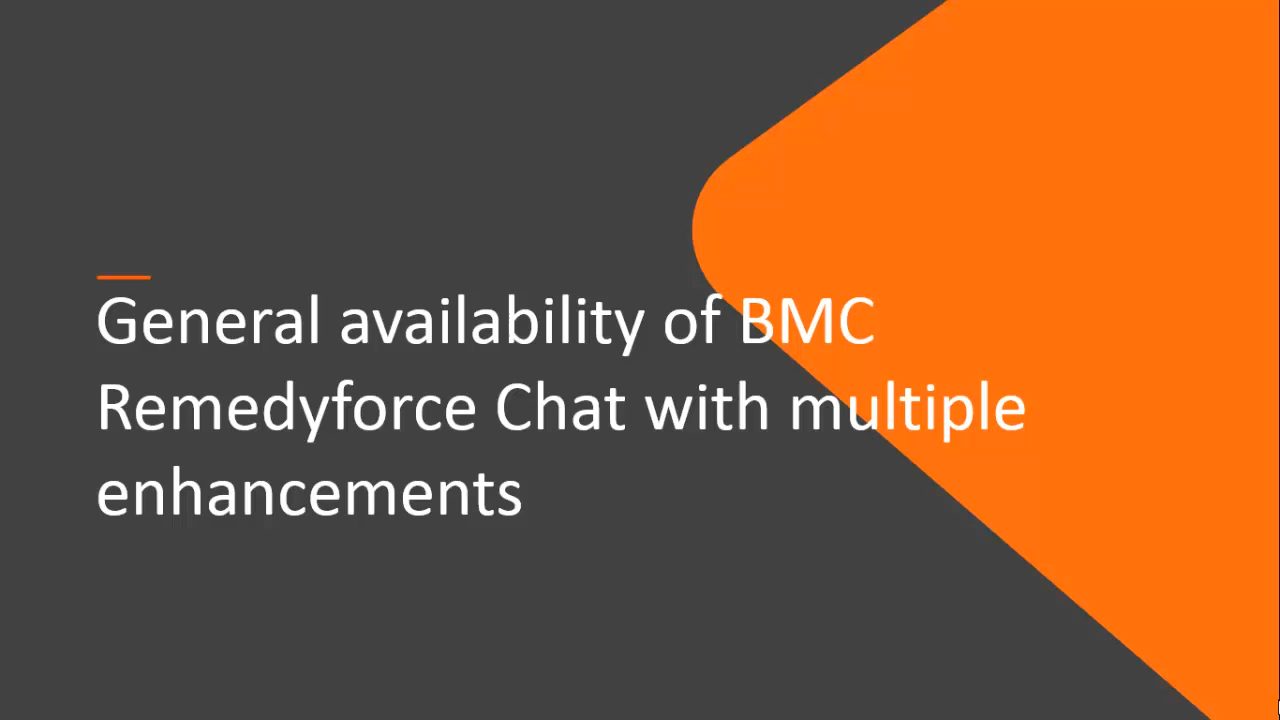 General availability of BMC
Remedyforce Chat with multiple
enhancements